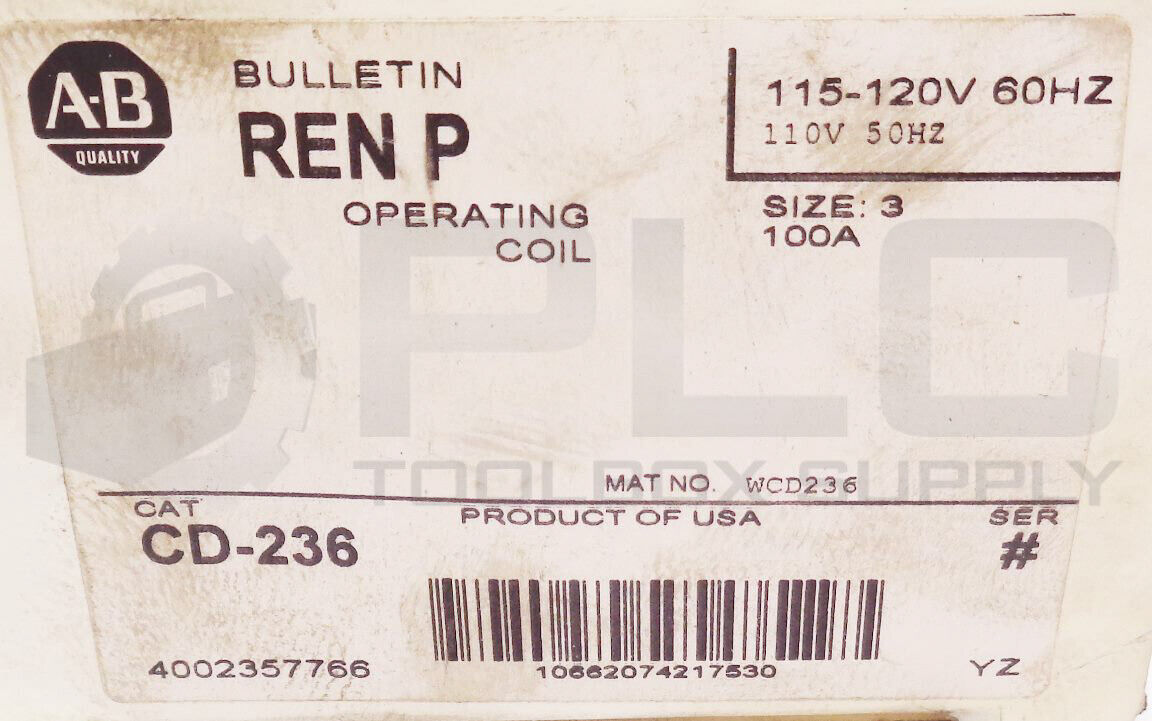 A-B
QUALITY
BULLETIN
REN P
OPERATING
COIL
115-120V 60HZ
110V 50HZ
SIZE: 3
100A
PLC
TOOLBOX SUPPLY
MAT NO. WCD236
CAT
CD-236
PRODUCT OF USA
SER
#
4002357766
10662074217530
YZ